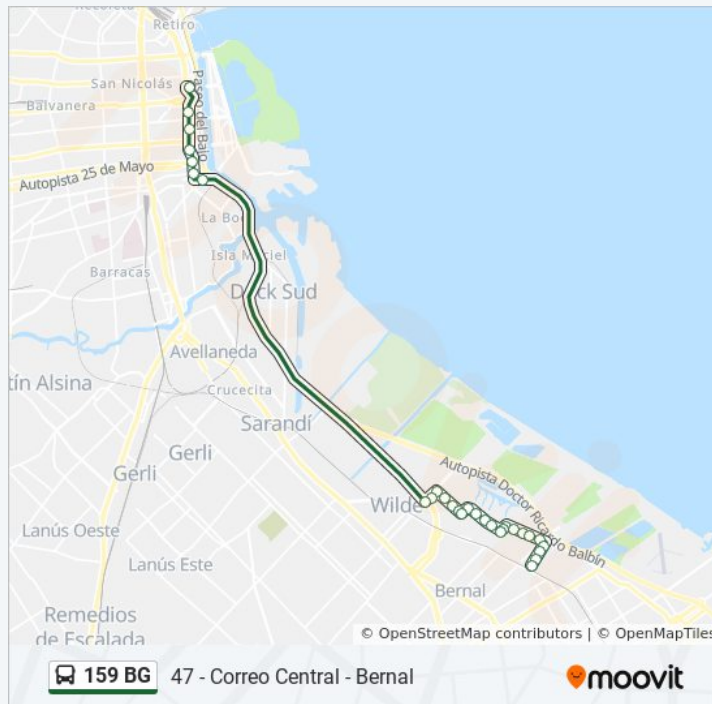 Recoleta
Retiro
San Nicolás
Balvanera
Paseo del Bajo
Autopista 25 de Mayo
La Boc
Isla Maciel
Barracas
Dock Sud
Avellaneda
tín Alsina
Crucecita
Sarandí
Gerli
Gerli
Autopista Doctor Ricardo Balbín
Wilde
Lanús Oeste
Lanús Este
Bernal
Remedios
de Escalada
© OpenStreetMap contributors | © OpenMapTiles
159 BG
47 - Correo Central - Bernal
moovit